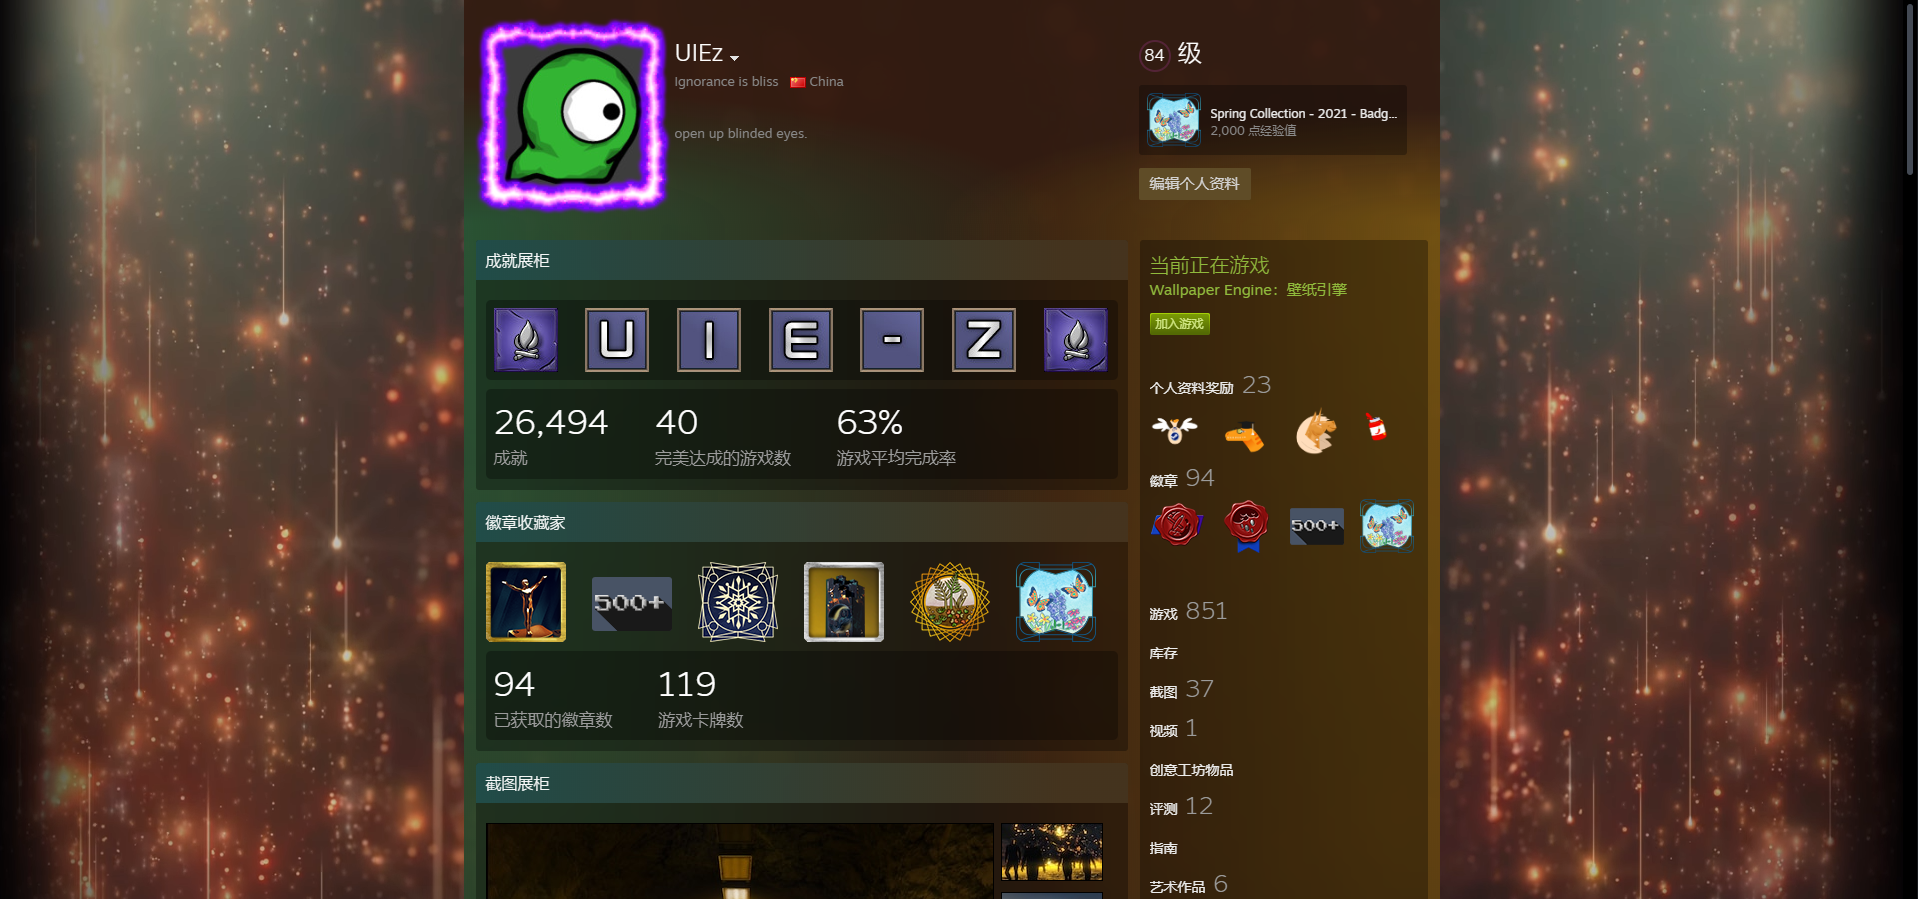 UIEz
Ignorance is bliss China
open up blinded eyes.
84 级
Spring Collection - 2021 - Badg...
2,000 点经验值
编辑个人资料
成就展柜
U I E - Z
26,494 40 63%
成就 完美达成的游戏数 游戏平均完成率
徽章收藏家
500+
94 119
已获取的徽章数 游戏卡牌数
截图展柜
当前正在游戏
Wallpaper Engine：壁纸引擎
加入游戏
个人资料奖励 23
徽章 94
500+
游戏 851
库存
截图 37
视频 1
创意工坊物品
评测 12
指南
艺术作品 6